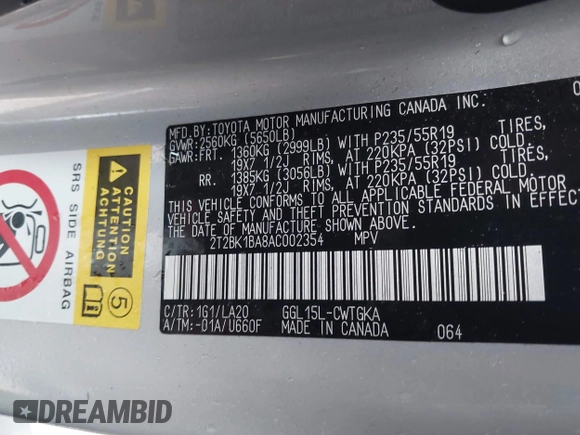 MFD.BY:TOYOTA MOTOR MANUFACTURING CANADA INC.
GVWR:2560KG (5650LB)
GAWR:FRT. 1360KG (2999LB) WITH P235/55R19 TIRES,
19X7 1/2J RIMS, AT 220KPA (32PSI) COLD.
RR. 1385KG (3056LB) WITH P235/55R19 TIRES,
19X7 1/2J RIMS, AT 220KPA (32PSI) COLD.
THIS VEHICLE CONFORMS TO ALL APPLICABLE FEDERAL MOTOR
VEHICLE SAFETY AND THEFT PREVENTION STANDARDS IN EFFECT
ON THE DATE OF MANUFACTURE SHOWN ABOVE.
2T2BK1BA8AC002354 MPV
C/TR:1G1/LA20 GGL15L-CWTGKA
A/TM:-01A/U660F MADE IN CANADA 064
SRS SIDE AIRBAG
CAUTION
ATTENTION
5
DREAMBID